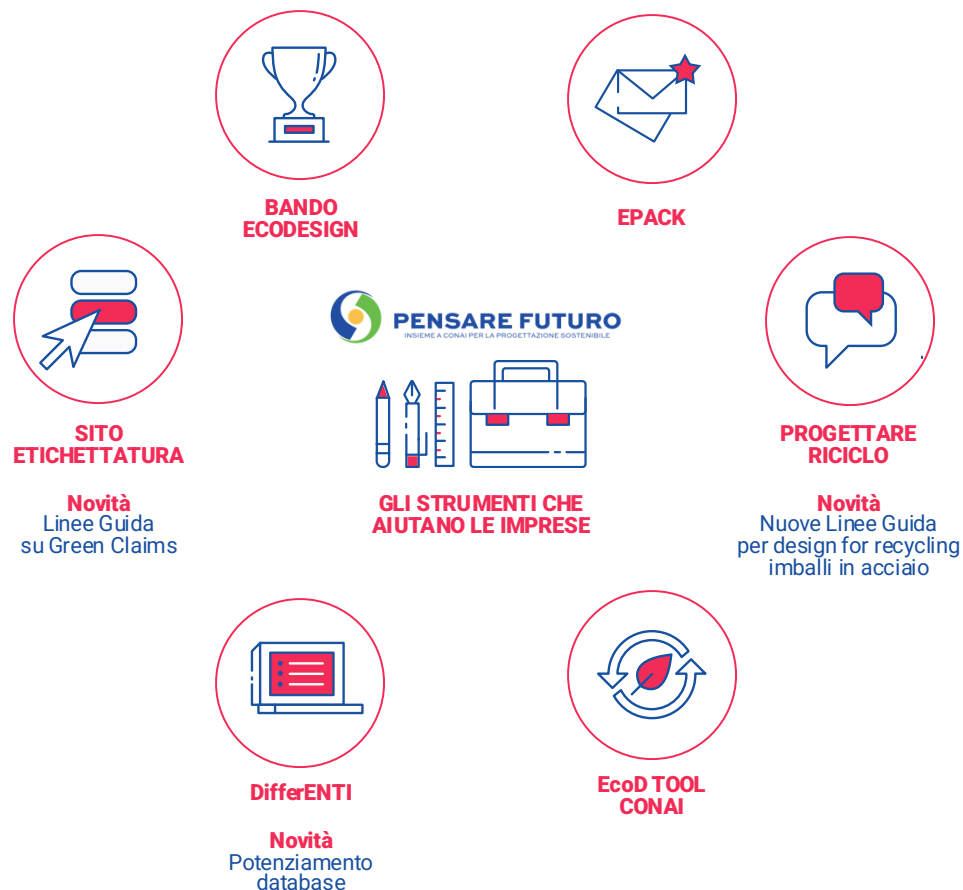 BANDO
ECODESIGN
EPACK
PENSARE FUTURO
INSIEME A CONAI PER LA PROGETTAZIONE SOSTENIBILE
SITO
ETICHETTATURA
Novità
Linee Guida
su Green Claims
GLI STRUMENTI CHE
AIUTANO LE IMPRESE
PROGETTARE
RICICLO
Novità
Nuove Linee Guida
per design for recycling
imballi in acciaio
DifferENTI
Novità
Potenziamento
database
EcoD TOOL
CONAI